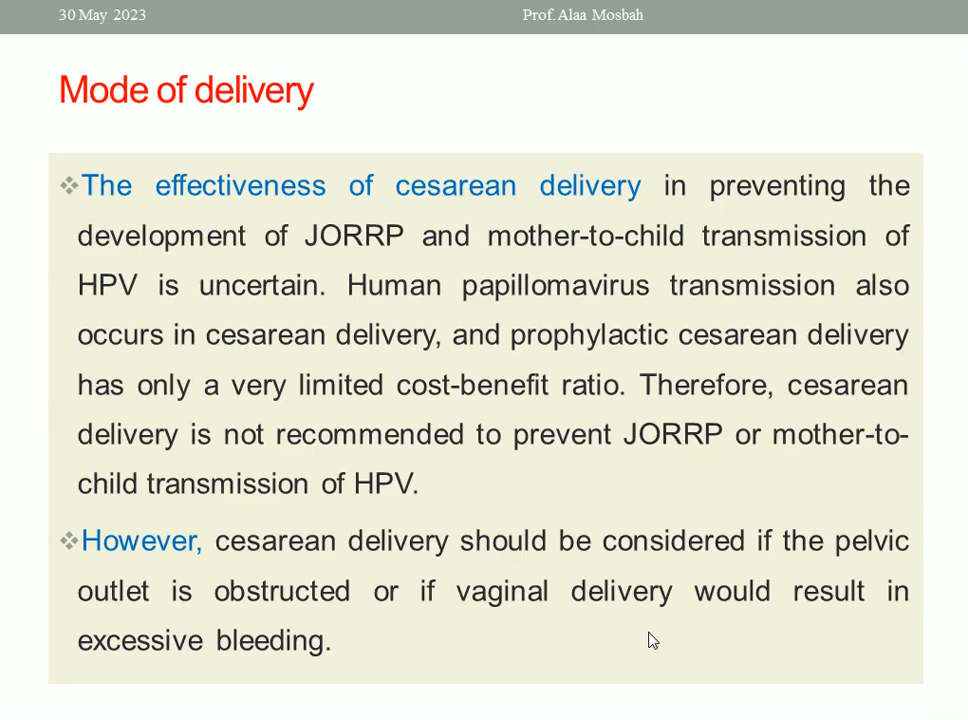 30 May 2023
Prof. Alaa Mosbah
Mode of delivery
❖The effectiveness of cesarean delivery in preventing the
development of JORRP and mother-to-child transmission of
HPV is uncertain. Human papillomavirus transmission also
occurs in cesarean delivery, and prophylactic cesarean delivery
has only a very limited cost-benefit ratio. Therefore, cesarean
delivery is not recommended to prevent JORRP or mother-to-
child transmission of HPV.
❖However, cesarean delivery should be considered if the pelvic
outlet is obstructed or if vaginal delivery would result in
excessive bleeding.